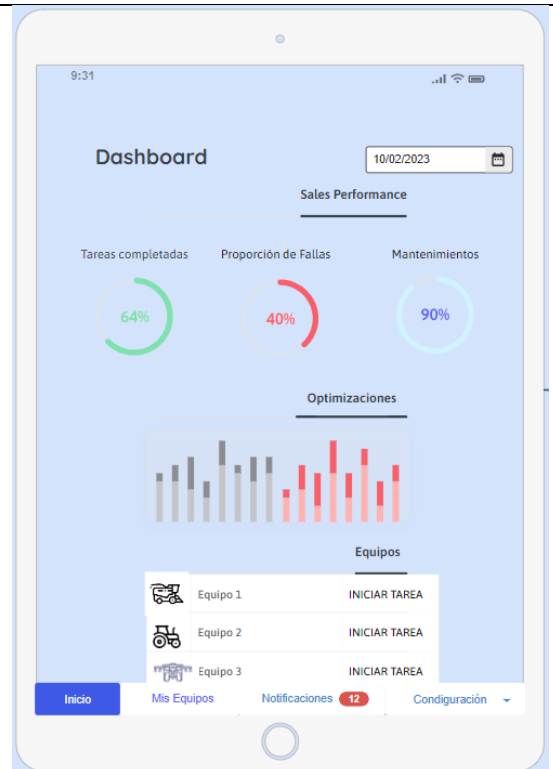 9:31
Dashboard
10/02/2023
Sales Performance
Tareas completadas Proporción de Fallas Mantenimientos
64% 40% 90%
Optimizaciones
Equipos
Equipo 1 INICIAR TAREA
Equipo 2 INICIAR TAREA
Equipo 3 INICIAR TAREA
Inicio Mis Equipos Notificaciones 12 Condiguración